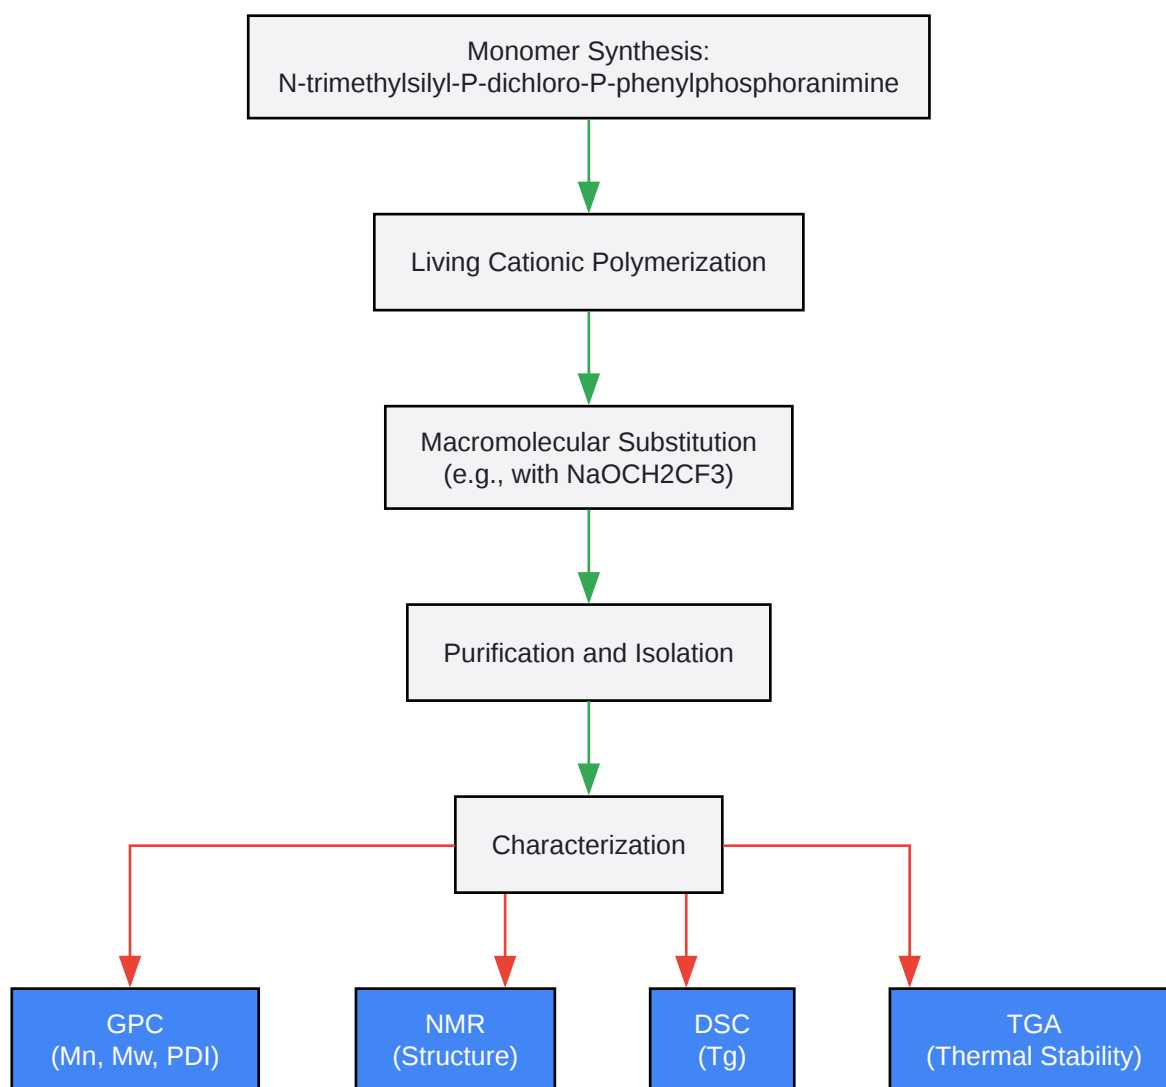 Monomer Synthesis:
N-trimethylsilyl-P-dichloro-P-phenylphosphoranimine
Living Cationic Polymerization
Macromolecular Substitution
(e.g., with NaOCH2CF3)
Purification and Isolation
Characterization
GPC
(Mn, Mw, PDI)
NMR
(Structure)
DSC
(Tg)
TGA
(Thermal Stability)